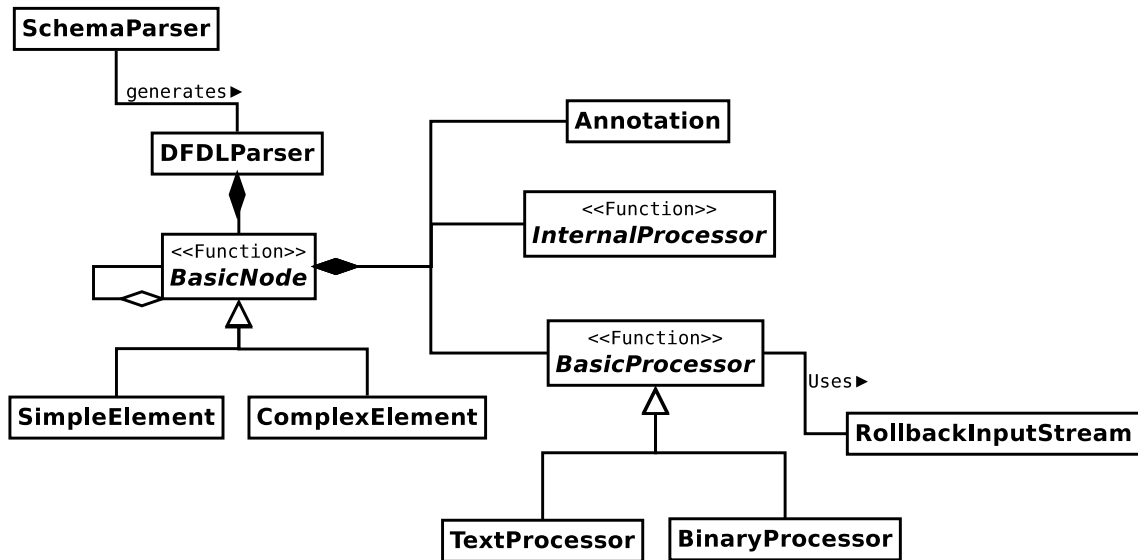 SchemaParser
generates►
DFDLParser
Annotation
<<Function>>
InternalProcessor
<<Function>>
BasicNode
<<Function>>
BasicProcessor
Uses►
SimpleElement
ComplexElement
RollbackInputStream
TextProcessor
BinaryProcessor